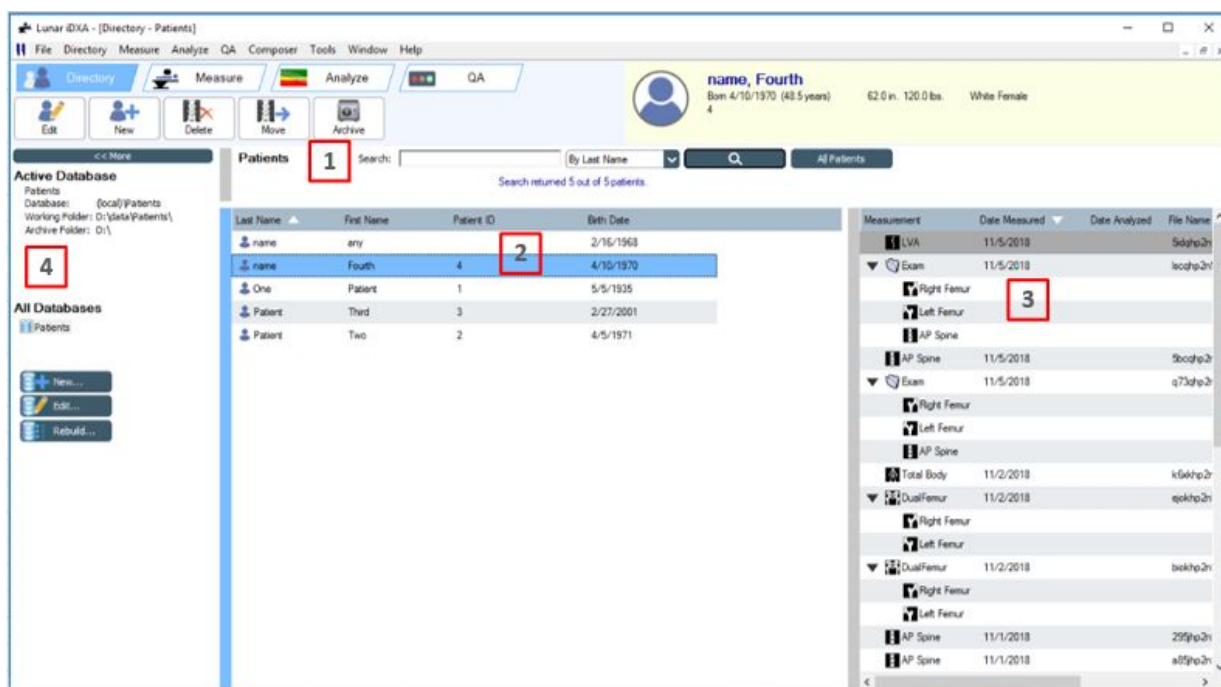 Lunar iDXA - [Directory - Patients]
File Directory Measure Analyze QA Composer Tools Window Help
Directory Measure Analyze QA
name, Fourth
Born 4/10/1970 (48.5 years) 62.0 in. 120.0 lbs. White Female
4
Edit New Delete Move Archive
<< More
Patients 1 Search: By Last Name All Patients
Search returned 5 out of 5 patients.
Active Database
Patients
Database: (local)\Patients
Working Folder: D:\data\Patients\
Archive Folder: D:\
4
All Databases
Patients
New...
Edit...
Rebuild...
Last Name First Name Patient ID Birth Date
name any 2/16/1968
name Fourth 4 4/10/1970
One Patient 1 5/5/1935
Patient Third 3 2/27/2001
Patient Two 2 4/5/1971
2
Measurement Date Measured Date Analyzed File Name
LVA 11/5/2018
Exam 11/5/2018
Right Femur
3
Left Femur
AP Spine
AP Spine 11/5/2018
Exam 11/5/2018
Right Femur
Left Femur
AP Spine
Total Body 11/2/2018
DualFemur 11/2/2018
Right Femur
Left Femur
DualFemur 11/2/2018
Right Femur
Left Femur
AP Spine 11/1/2018
AP Spine 11/1/2018